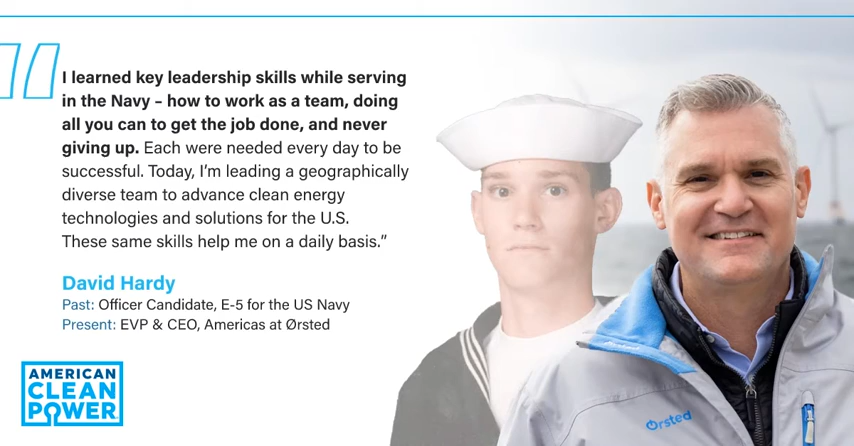 I learned key leadership skills while serving
in the Navy – how to work as a team, doing
all you can to get the job done, and never
giving up. Each were needed every day to be
successful. Today, I’m leading a geographically
diverse team to advance clean energy
technologies and solutions for the U.S.
These same skills help me on a daily basis.”
David Hardy
Past: Officer Candidate, E-5 for the US Navy
Present: EVP & CEO, Americas at Ørsted
AMERICAN
CLEAN
POWER
Ørsted
Ørsted